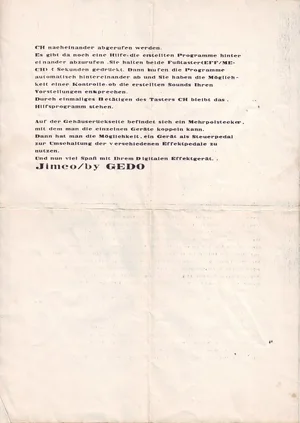 CH nacheinander abgerufen werden.
Es gibt da noch eine Hilfe: die erstellten Programme hinter
einander abzurufen .Sie halten beide Fußtaster(EFF/ME-
CH) 4 Sekunden gedrückt. Dann laufen die Programme
automatisch hintereinander ab und Sie haben die Möglich-
keit einer Kontrolle ob die erstellten Sounds Ihren
Vorstellungen entsprechen.
Durch einmaliges Betätigen des Tasters CH bleibt das
Hilfsprogramm stehen.
Auf der Gehäuserückseite befindet sich ein Mehrpolstecker,
mit dem man die einzelnen Geräte koppeln kann.
Dann hat man die Möglichkeit, ein Gerät als Steuerpedal
zur Umschaltung der verschiedenen Effektpedale zu
nutzen.
Und nun viel Spaß mit Ihrem Digitalen Effektgerät. .
Jimco/by GEDO